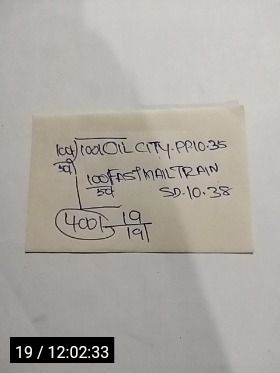 100/50 100 OIL CITY.PP.10.35
100/50 FAST MAIL TRAIN
SD.10.38
400/- 19/19
19 / 12:02:33